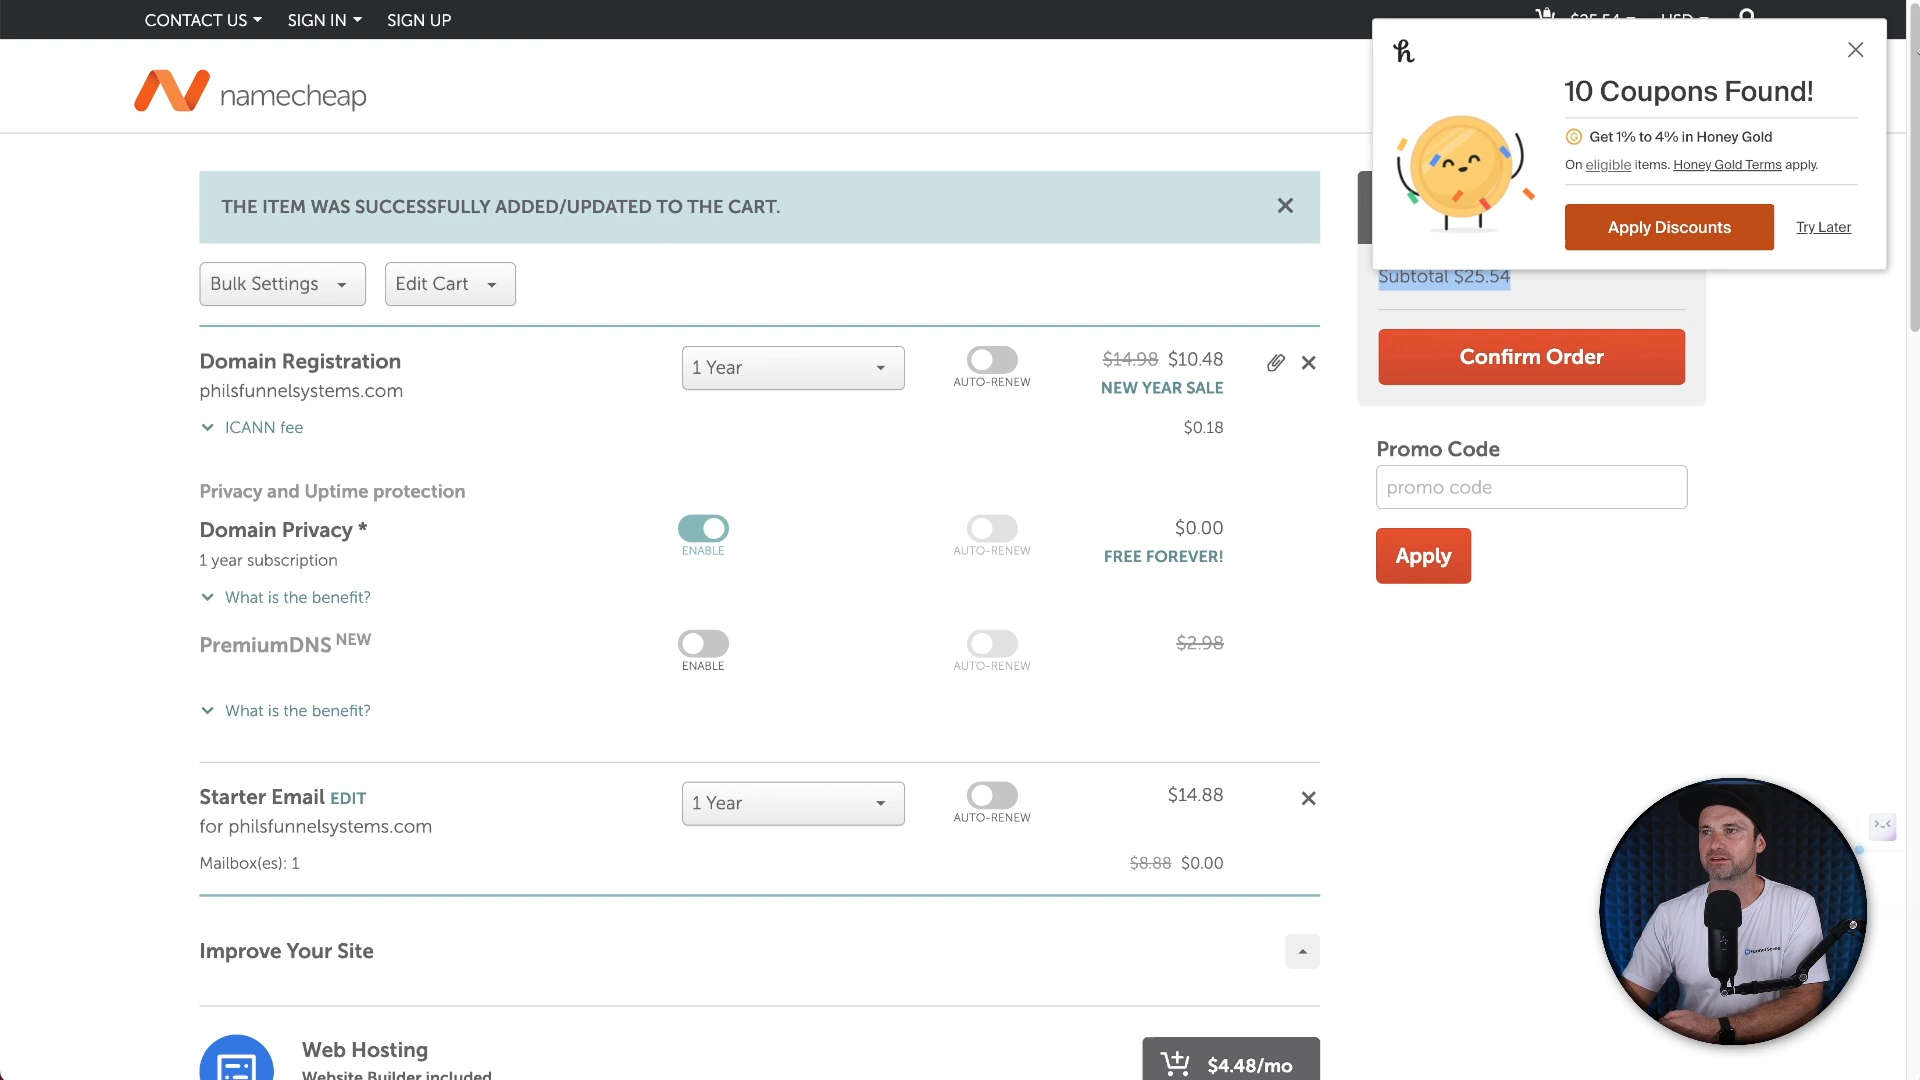 CONTACT US
SIGN IN
SIGN UP
namecheap
10 Coupons Found!
Get 1% to 4% in Honey Gold
On eligible items. Honey Gold Terms apply.
Apply Discounts
Try Later
THE ITEM WAS SUCCESSFULLY ADDED/UPDATED TO THE CART.
Bulk Settings
Edit Cart
Subtotal $25.54
Confirm Order
Domain Registration
philsfunnelsystems.com
1 Year
AUTO-RENEW
$14.98 $10.48
NEW YEAR SALE
ICANN fee
$0.18
Promo Code
promo code
Apply
Privacy and Uptime protection
Domain Privacy *
1 year subscription
ENABLE
AUTO-RENEW
$0.00
FREE FOREVER!
What is the benefit?
PremiumDNS NEW
ENABLE
AUTO-RENEW
$2.98
What is the benefit?
Starter Email EDIT
for philsfunnelsystems.com
1 Year
AUTO-RENEW
$14.88
Mailbox(es): 1
$8.88 $0.00
Improve Your Site
Web Hosting
Website Builder included
$4.48/mo